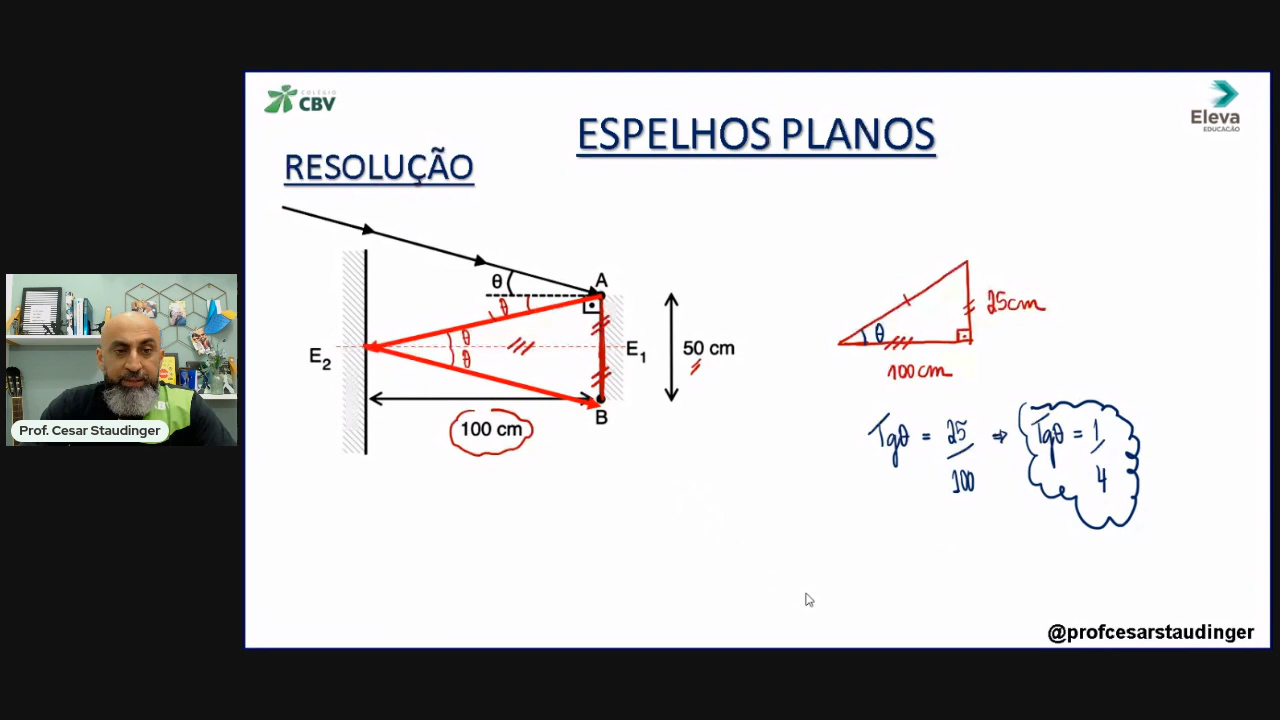 COLÉGIO
CBV
Eleva
EDUCAÇÃO
ESPELHOS PLANOS
RESOLUÇÃO
θ
A
θ
θ
θ
E2
E1
50 cm
100 cm
B
θ
25cm
100cm
Tgθ = 25/100 ⇒ Tgθ = 1/4
Prof. Cesar Staudinger
@profcesarstaudinger